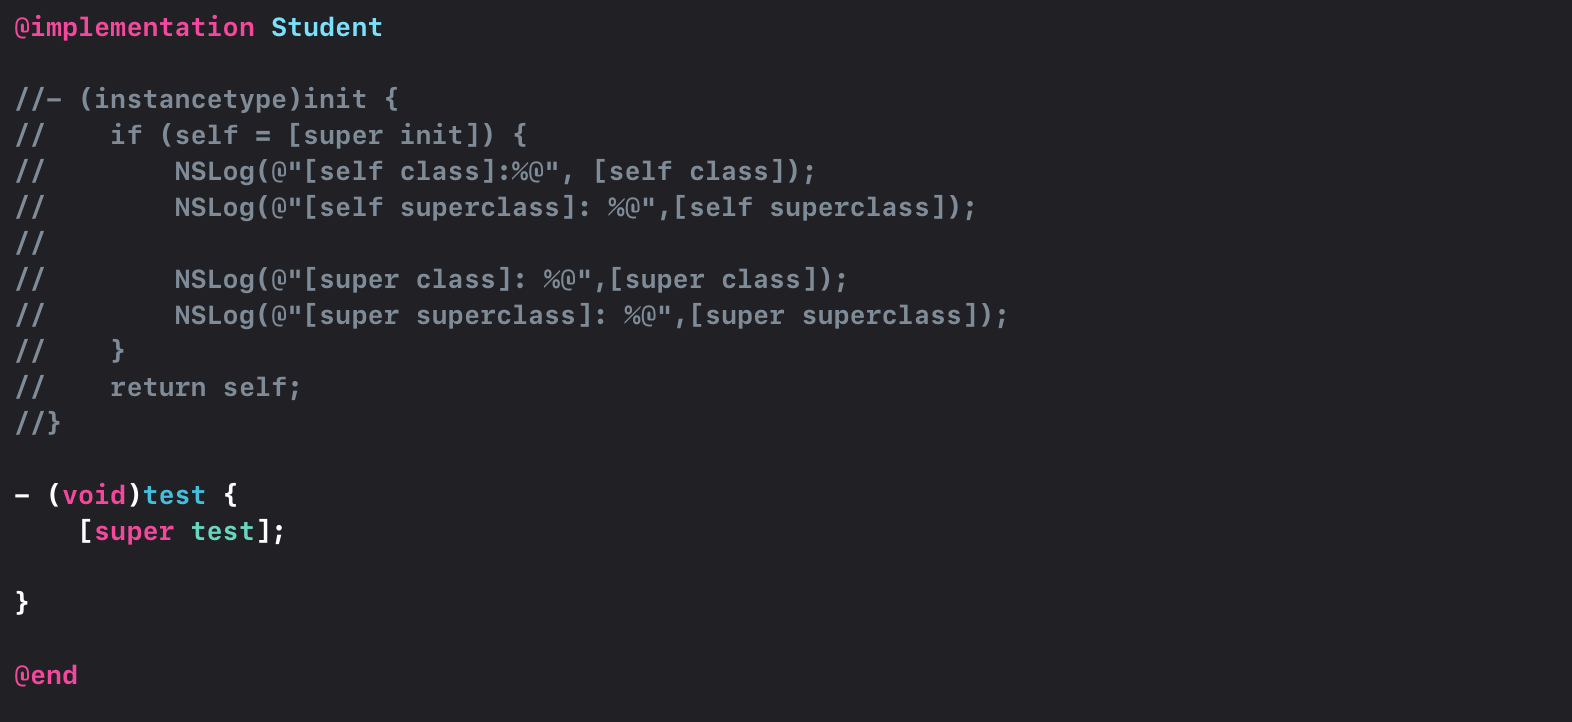 @implementation Student
//- (instancetype)init {
//    if (self = [super init]) {
//        NSLog(@"[self class]:%@", [self class]);
//        NSLog(@"[self superclass]: %@",[self superclass]);
//
//        NSLog(@"[super class]: %@",[super class]);
//        NSLog(@"[super superclass]: %@",[super superclass]);
//    }
//    return self;
//}
- (void)test {
    [super test];
}
@end